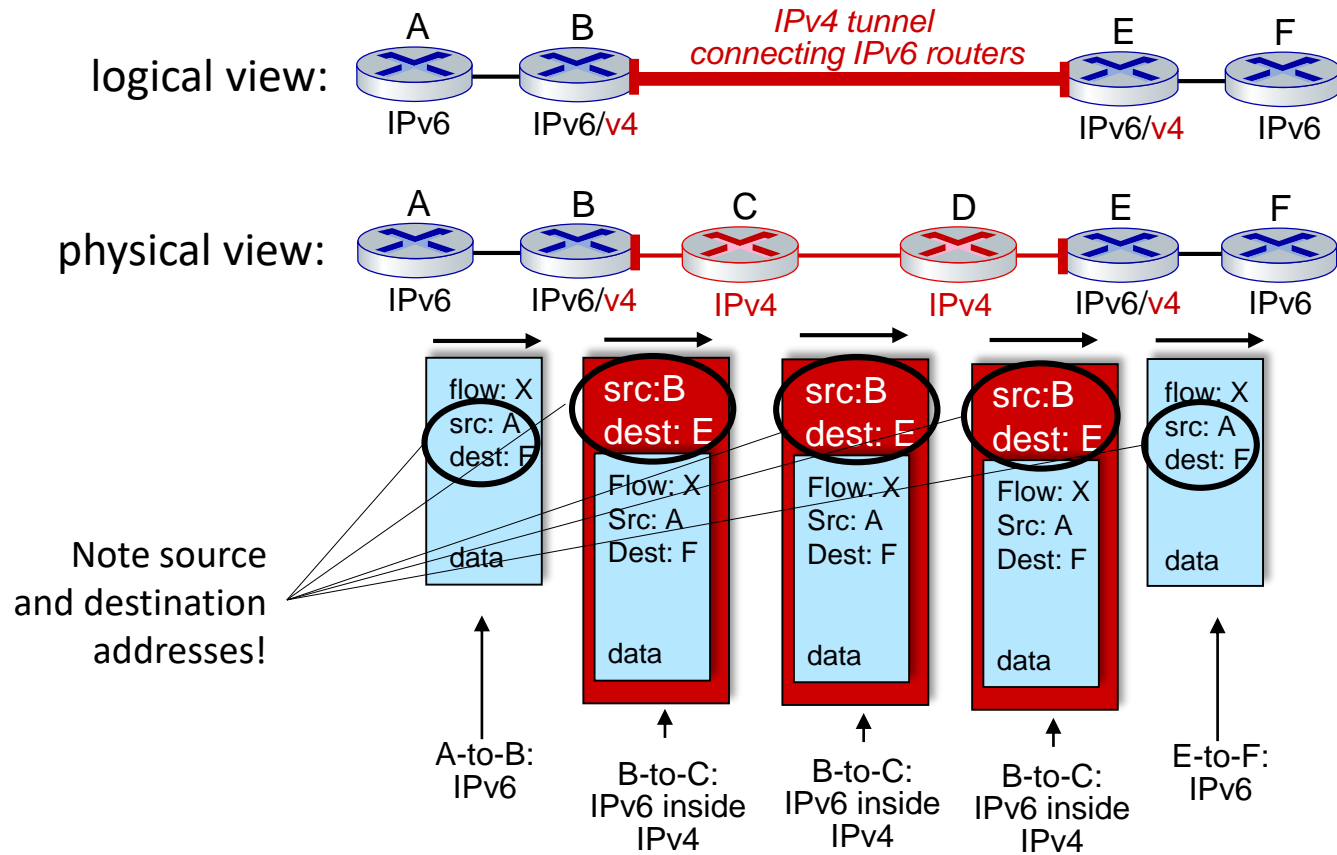 IPv4 tunnel
connecting IPv6 routers
logical view:
A
B
E
F
IPv6
IPv6/v4
IPv6/v4
IPv6
physical view:
A
B
C
D
E
F
IPv6
IPv6/v4
IPv4
IPv4
IPv6/v4
IPv6
flow: X
src: A
dest: F
data
src:B
dest: E
Flow: X
Src: A
Dest: F
data
src:B
dest: E
Flow: X
Src: A
Dest: F
data
src:B
dest: E
Flow: X
Src: A
Dest: F
data
flow: X
src: A
dest: F
data
Note source
and destination
addresses!
A-to-B:
IPv6
B-to-C:
IPv6 inside
IPv4
B-to-C:
IPv6 inside
IPv4
B-to-C:
IPv6 inside
IPv4
E-to-F:
IPv6